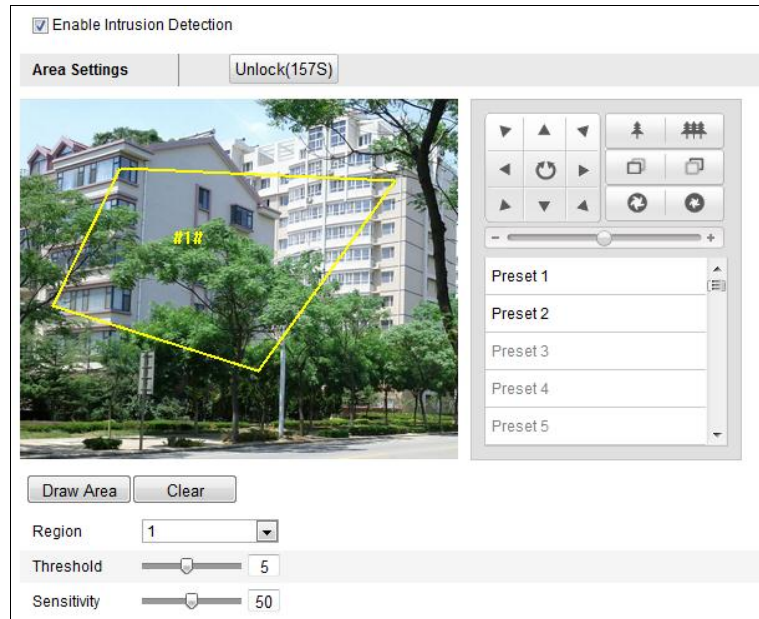 Enable Intrusion Detection
Area Settings
Unlock(157S)
#1#
Preset 1
Preset 2
Preset 3
Preset 4
Preset 5
Draw Area
Clear
Region
1
Threshold
5
Sensitivity
50